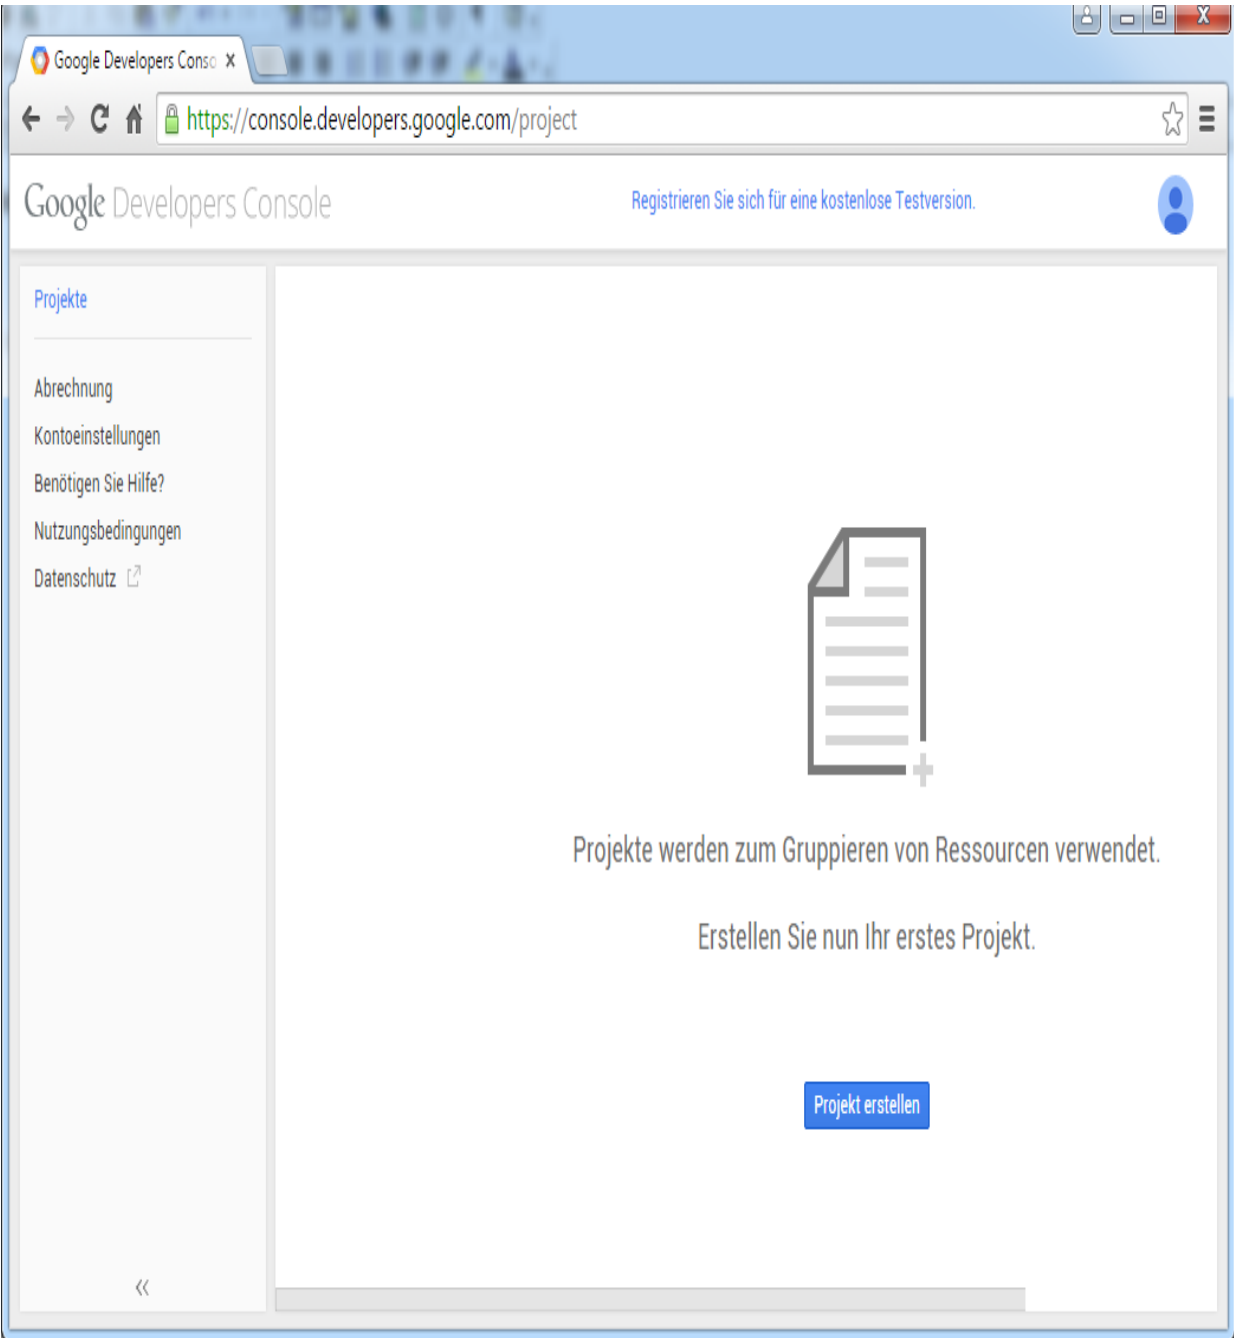 Google Developers Conso
https://console.developers.google.com/project
Google Developers Console
Registrieren Sie sich für eine kostenlose Testversion.
Projekte
Abrechnung
Kontoeinstellungen
Benötigen Sie Hilfe?
Nutzungsbedingungen
Datenschutz
Projekte werden zum Gruppieren von Ressourcen verwendet.
Erstellen Sie nun Ihr erstes Projekt.
Projekt erstellen